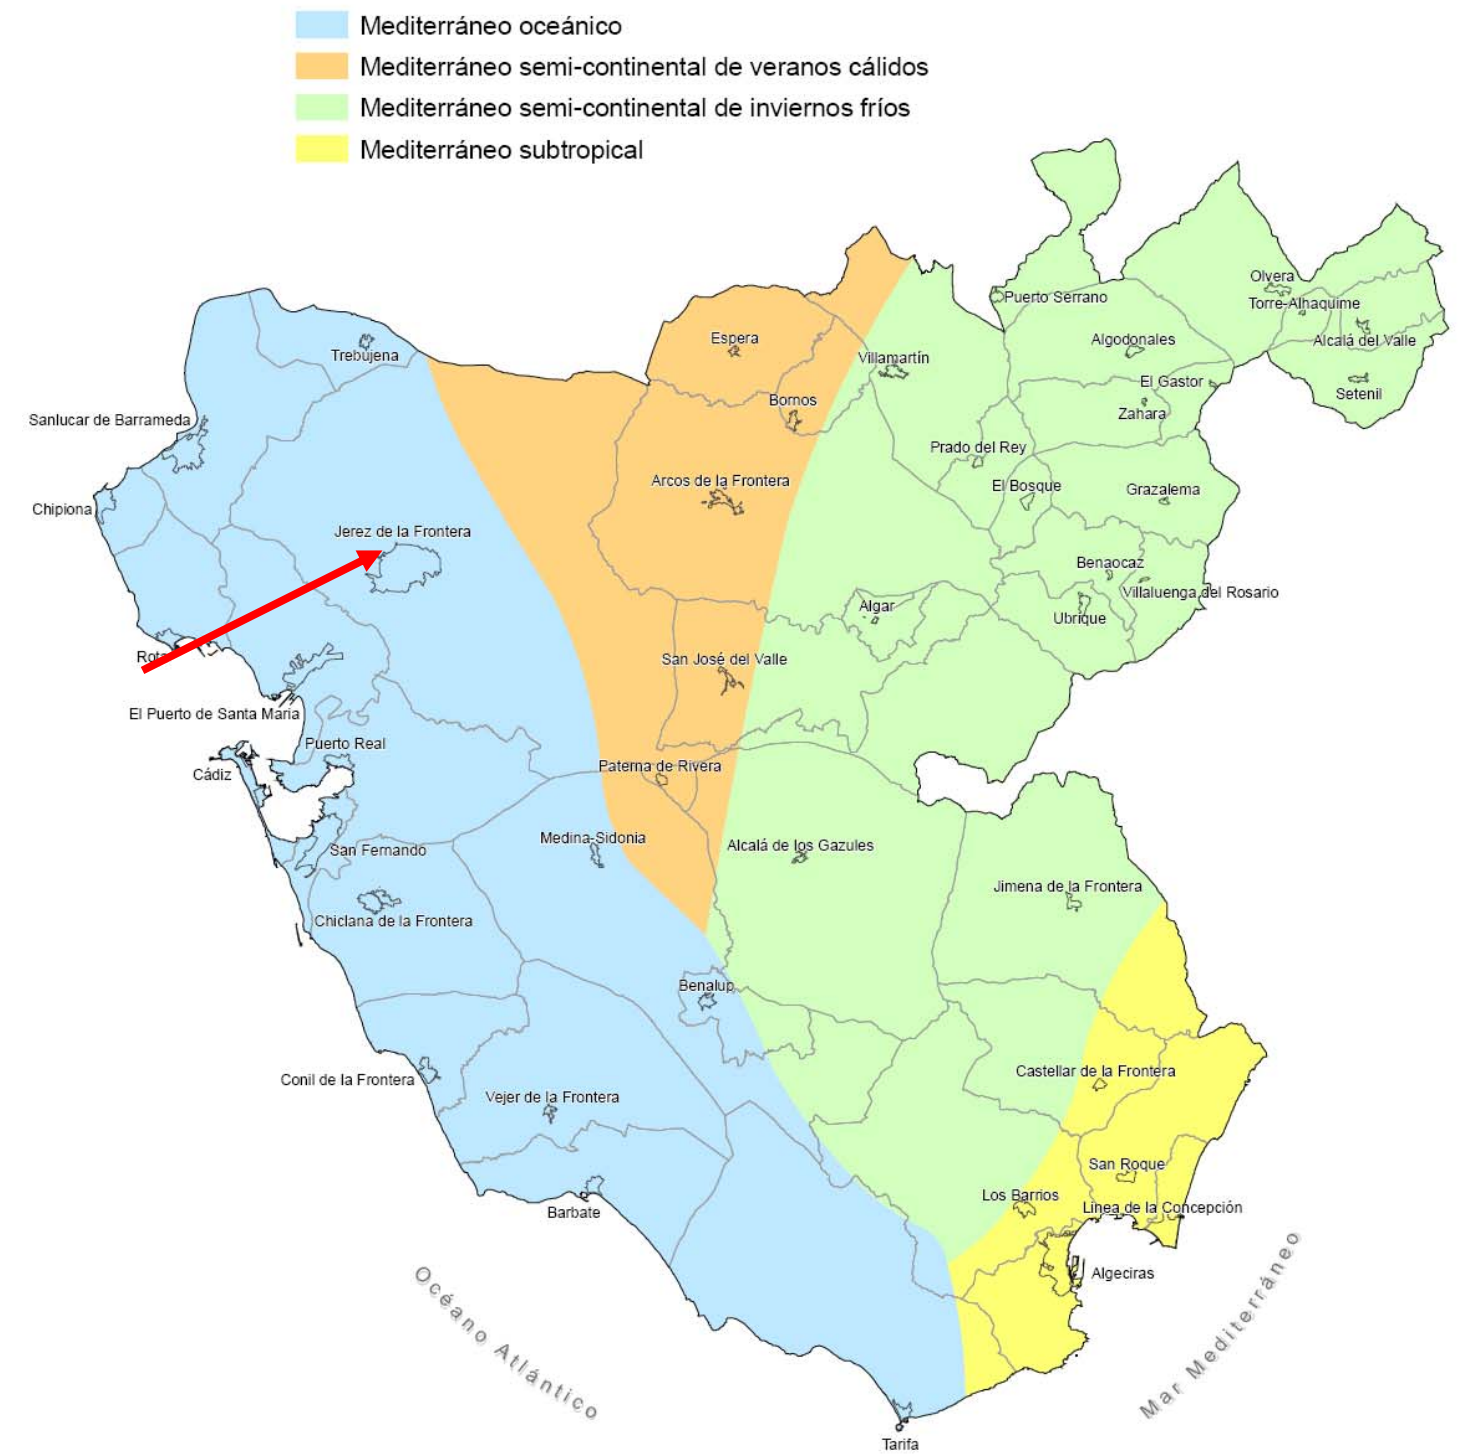 Mediterráneo oceánico
Mediterráneo semi-continental de veranos cálidos
Mediterráneo semi-continental de inviernos fríos
Mediterráneo subtropical
Olvera
Puerto Serrano
Torre-Alhaquime
Espera
Algodonales
Alcalá del Valle
Trebujena
Villamartín
El Gastor
Setenil
Bornos
Zahara
Sanlucar de Barrameda
Prado del Rey
Arcos de la Frontera
El Bosque
Grazalema
Chipiona
Jerez de la Frontera
Benaocaz
Villaluenga del Rosario
Algar
Ubrique
Rota
San José del Valle
El Puerto de Santa Maria
Puerto Real
Paterna de Rivera
Cádiz
Medina-Sidonia
Alcalá de los Gazules
San Fernando
Jimena de la Frontera
Chiclana de la Frontera
Benalup
Castellar de la Frontera
Conil de la Frontera
Vejer de la Frontera
San Roque
Los Barrios
Linea de la Concepción
Barbate
Algeciras
Océano Atlántico
Mar Mediterráneo
Tarifa